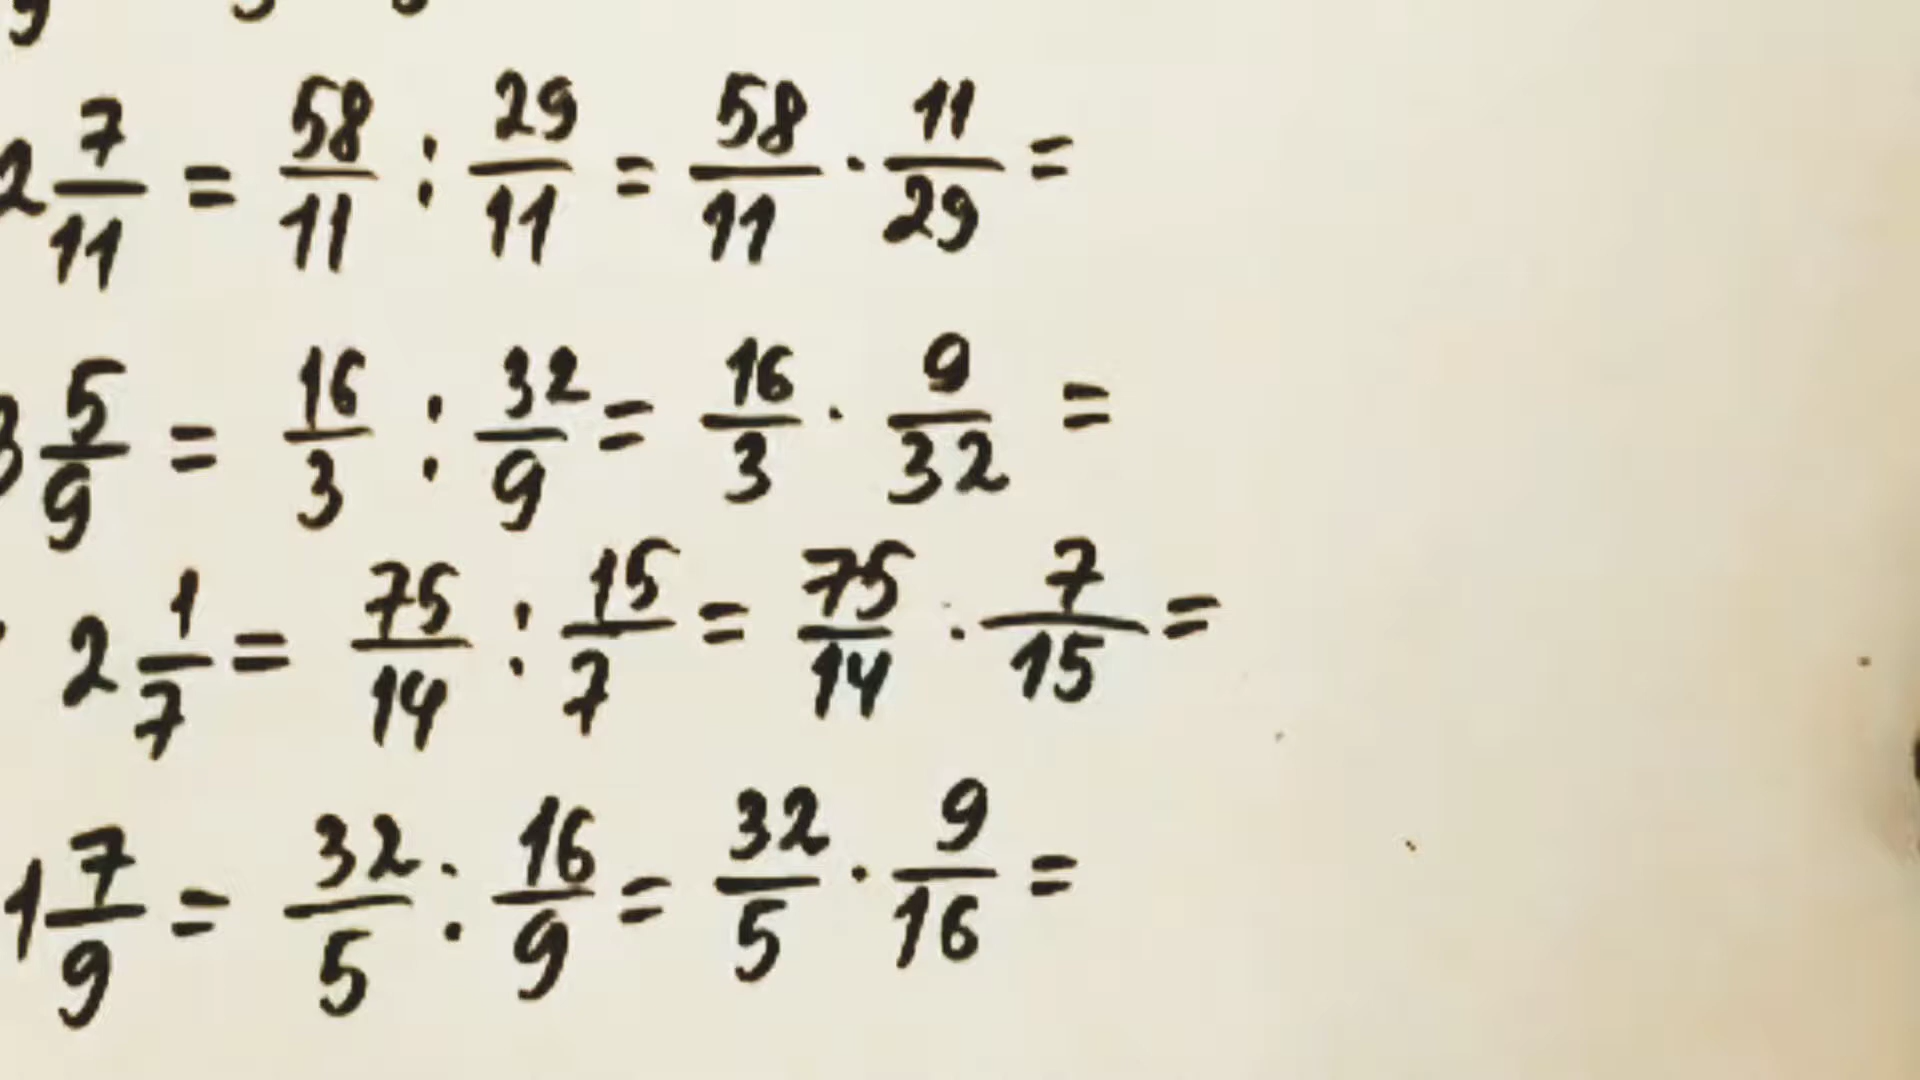 2 7/11 = 58/11 : 29/11 = 58/11 · 11/29 =
3 5/9 = 16/3 : 32/9 = 16/3 · 9/32 =
2 1/7 = 75/14 : 15/7 = 75/14 · 7/15 =
1 7/9 = 32/5 : 16/9 = 32/5 · 9/16 =